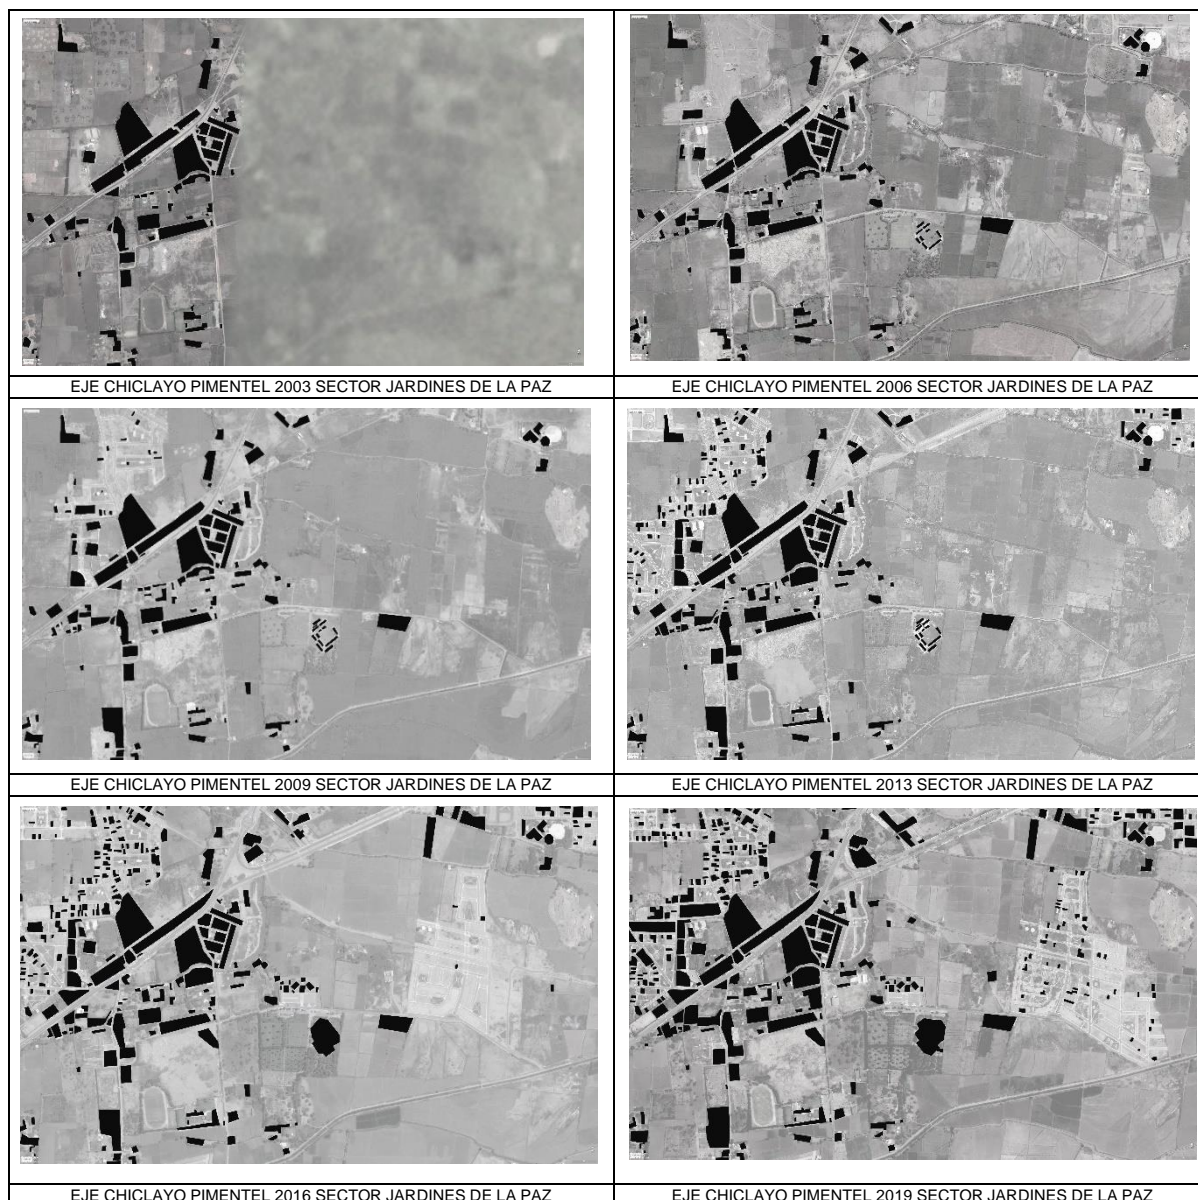 EJE CHICLAYO PIMENTEL 2003 SECTOR JARDINES DE LA PAZ
EJE CHICLAYO PIMENTEL 2006 SECTOR JARDINES DE LA PAZ
EJE CHICLAYO PIMENTEL 2009 SECTOR JARDINES DE LA PAZ
EJE CHICLAYO PIMENTEL 2013 SECTOR JARDINES DE LA PAZ
EJE CHICLAYO PIMENTEL 2016 SECTOR JARDINES DE LA PAZ
EJE CHICLAYO PIMENTEL 2019 SECTOR JARDINES DE LA PAZ